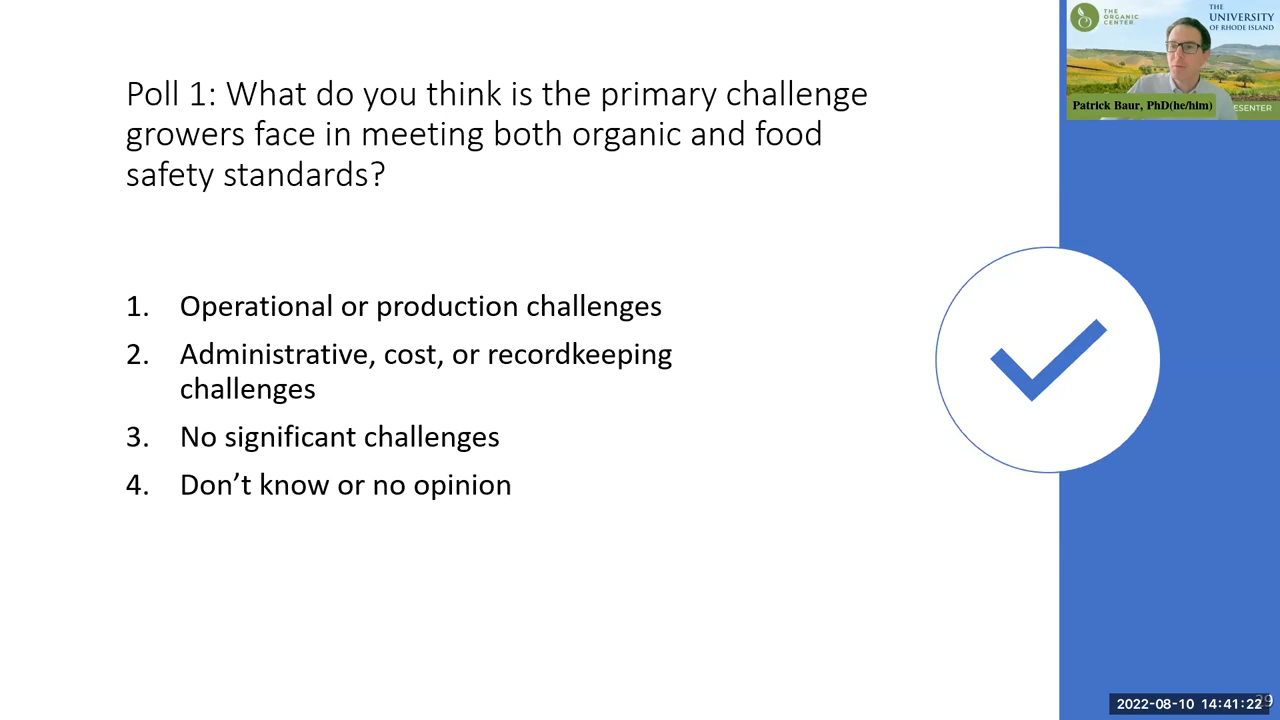 Poll 1: What do you think is the primary challenge
growers face in meeting both organic and food
safety standards?
1. Operational or production challenges
2. Administrative, cost, or recordkeeping
challenges
3. No significant challenges
4. Don’t know or no opinion
THE
ORGANIC
CENTER
THE
UNIVERSITY
OF RHODE ISLAND
Patrick Baur, PhD(he/him)
ESENTER
2022-08-10 14:41:22